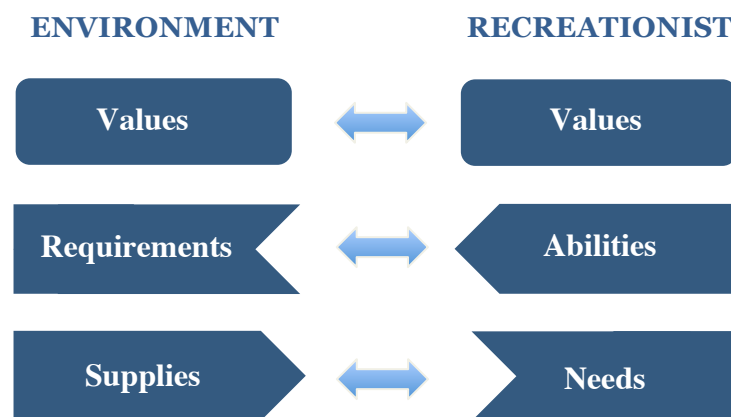 ENVIRONMENT RECREATIONIST
Values Values
Requirements Abilities
Supplies Needs